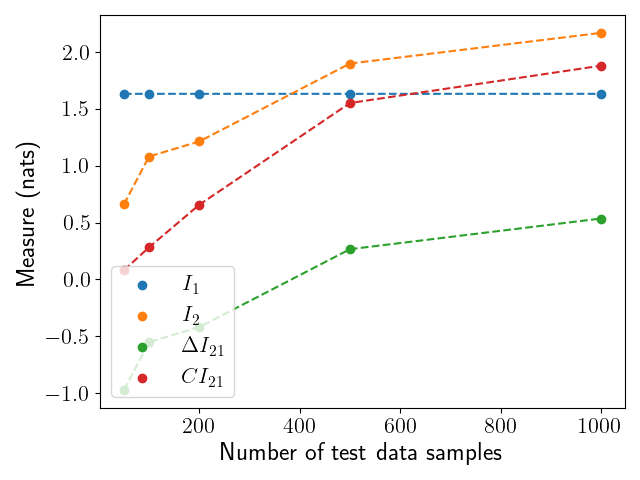 2.0
1.5
1.0
0.5
0.0
−0.5
−1.0
Measure (nats)
I₁
I₂
ΔI₂₁
CI₂₁
200 400 600 800 1000
Number of test data samples